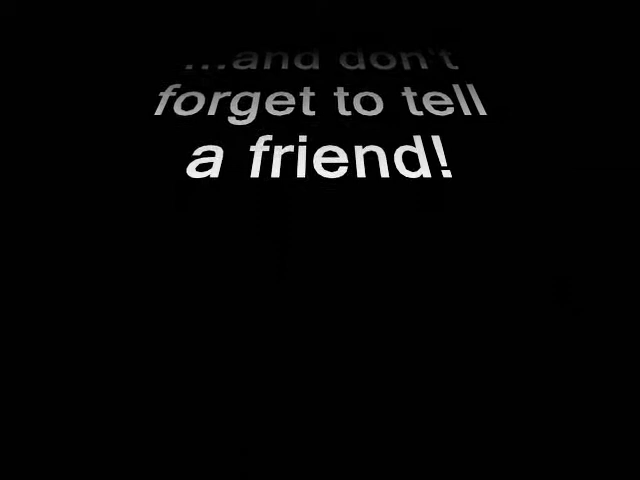 ...and don't
forget to tell
a friend!